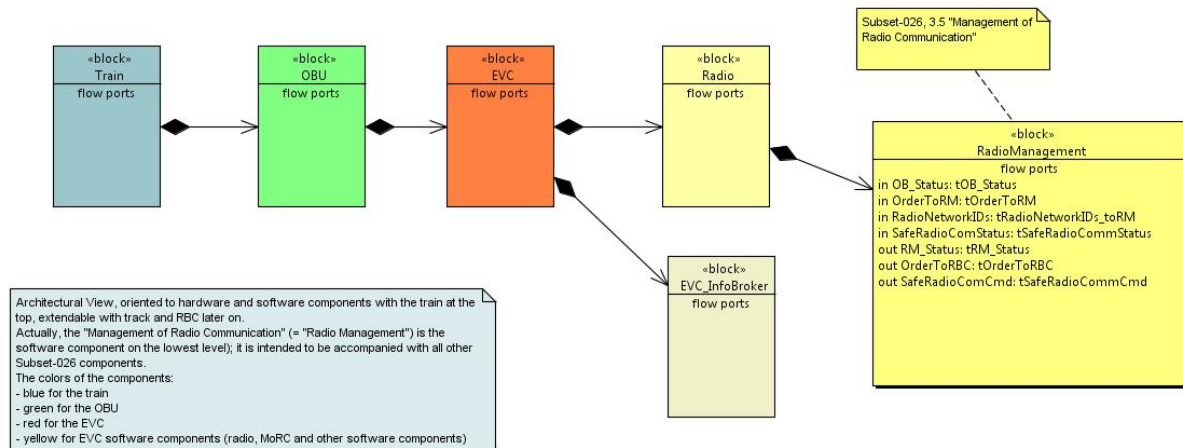 Subset-026, 3.5 "Management of
Radio Communication"
«block»
Train
flow ports
«block»
OBU
flow ports
«block»
EVC
flow ports
«block»
Radio
flow ports
«block»
RadioManagement
flow ports
in OB_Status: tOB_Status
in OrderToRM: tOrderToRM
in RadioNetworkIDs: tRadioNetworkIDs_toRM
in SafeRadioComStatus: tSafeRadioCommStatus
out RM_Status: tRM_Status
out OrderToRBC: tOrderToRBC
out SafeRadioComCmd: tSafeRadioCommCmd
«block»
EVC_InfoBroker
flow ports
Architectural View, oriented to hardware and software components with the train at the
top, extendable with track and RBC later on.
Actually, the "Management of Radio Communication" (= "Radio Management") is the
software component on the lowest level); it is intended to be accompanied with all other
Subset-026 components.
The colors of the components:
- blue for the train
- green for the OBU
- red for the EVC
- yellow for EVC software components (radio, MoRC and other software components)